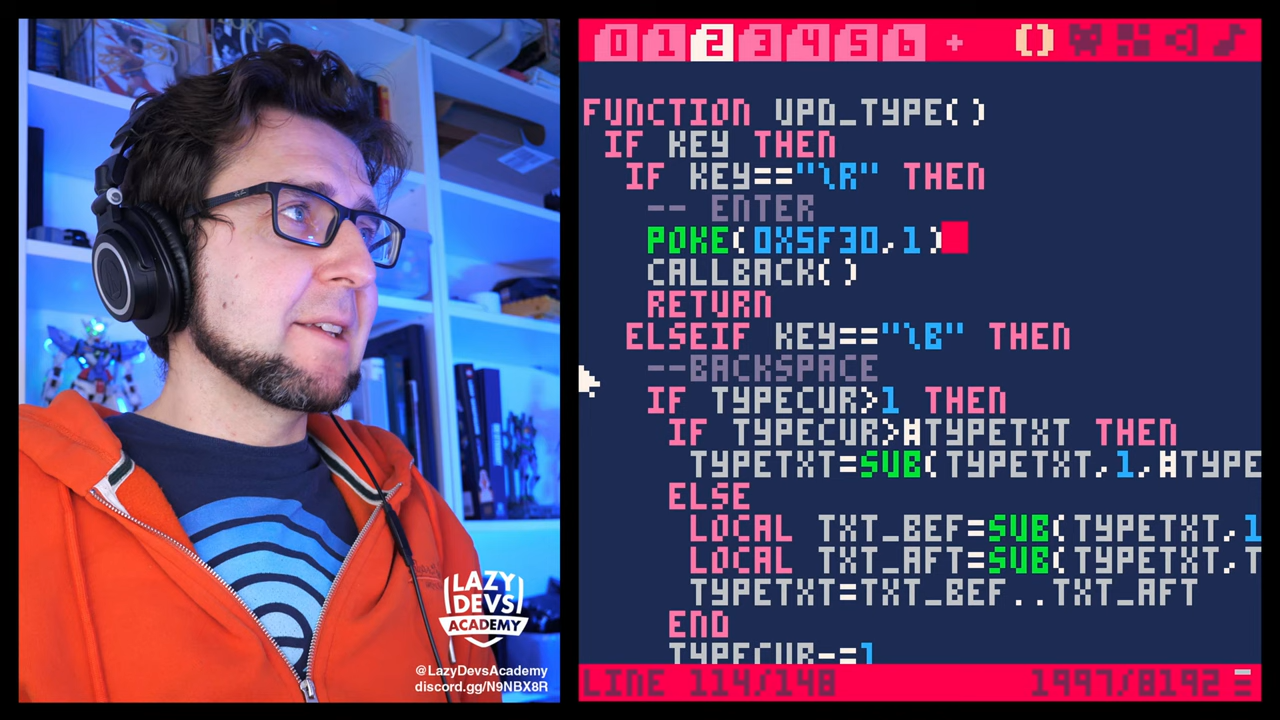 LAZY
DEVS
ACADEMY
@LazyDevsAcademy
discord.gg/N9NBX8R
0 1 2 3 4 5 6 +
FUNCTION UPD_TYPE()
IF KEY THEN
IF KEY=="\R" THEN
-- ENTER
POKE(0X5F30,1)
CALLBACK()
RETURN
ELSEIF KEY=="\B" THEN
--BACKSPACE
IF TYPECUR>1 THEN
IF TYPECUR>#TYPETXT THEN
TYPETXT=SUB(TYPETXT,1,#TYPE
ELSE
LOCAL TXT_BEF=SUB(TYPETXT,1
LOCAL TXT_AFT=SUB(TYPETXT,T
TYPETXT=TXT_BEF..TXT_AFT
END
TYPECUR-=1
LINE 114/148 1997/8192